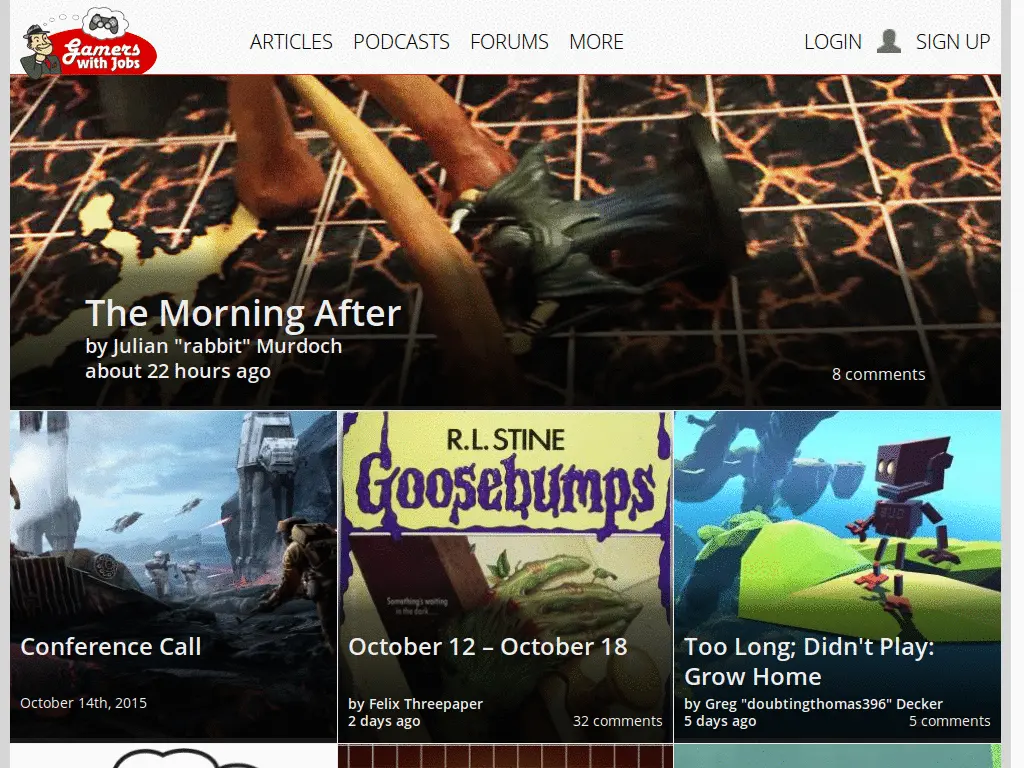 Gamers
with Jobs
ARTICLES PODCASTS FORUMS MORE LOGIN SIGN UP
The Morning After
by Julian "rabbit" Murdoch
about 22 hours ago
8 comments
Conference Call
October 14th, 2015
R.L. STINE
Goosebumps
Something's waiting
in the dark....
October 12 – October 18
by Felix Threepaper
2 days ago
32 comments
BUD
Too Long; Didn't Play:
Grow Home
by Greg "doubtingthomas396" Decker
5 days ago
5 comments